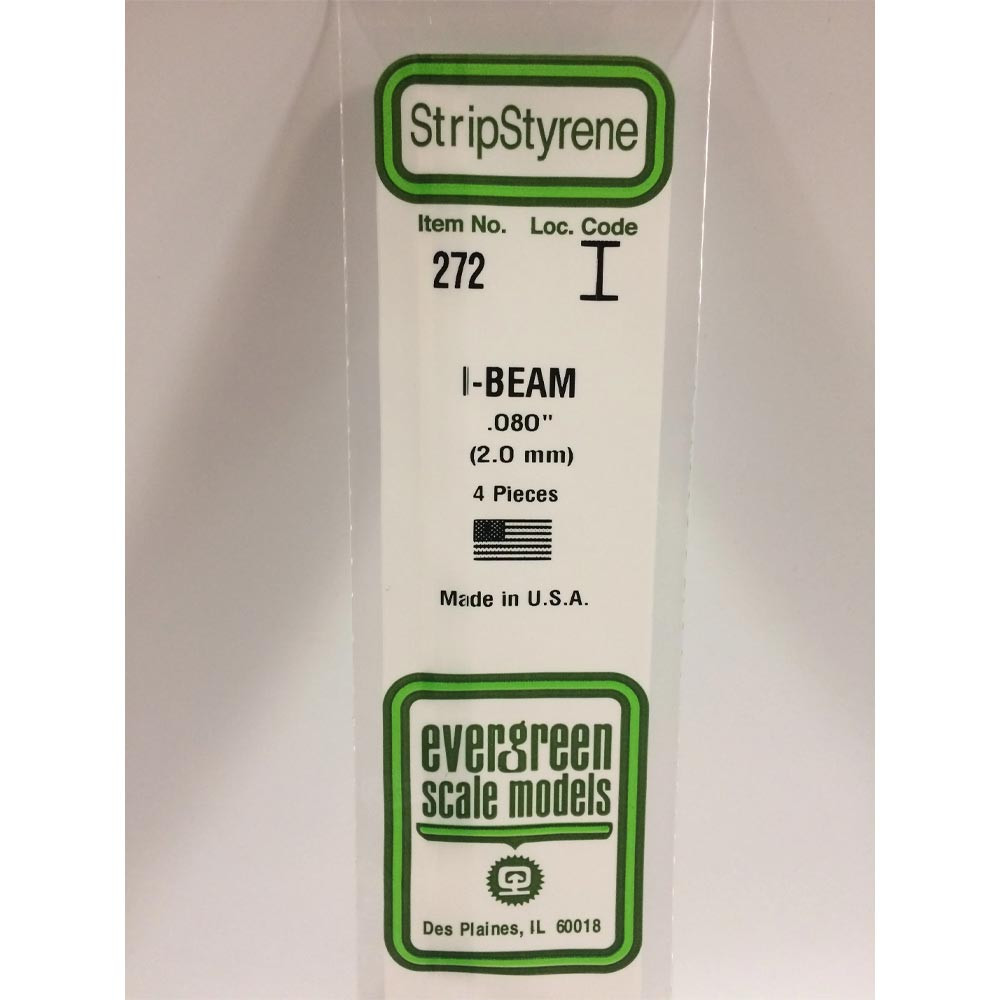 StripStyrene
Item No. Loc. Code
272 I
I-BEAM
.080"
(2.0 mm)
4 Pieces
Made in U.S.A.
evergreen
scale models
Des Plaines, IL 60018